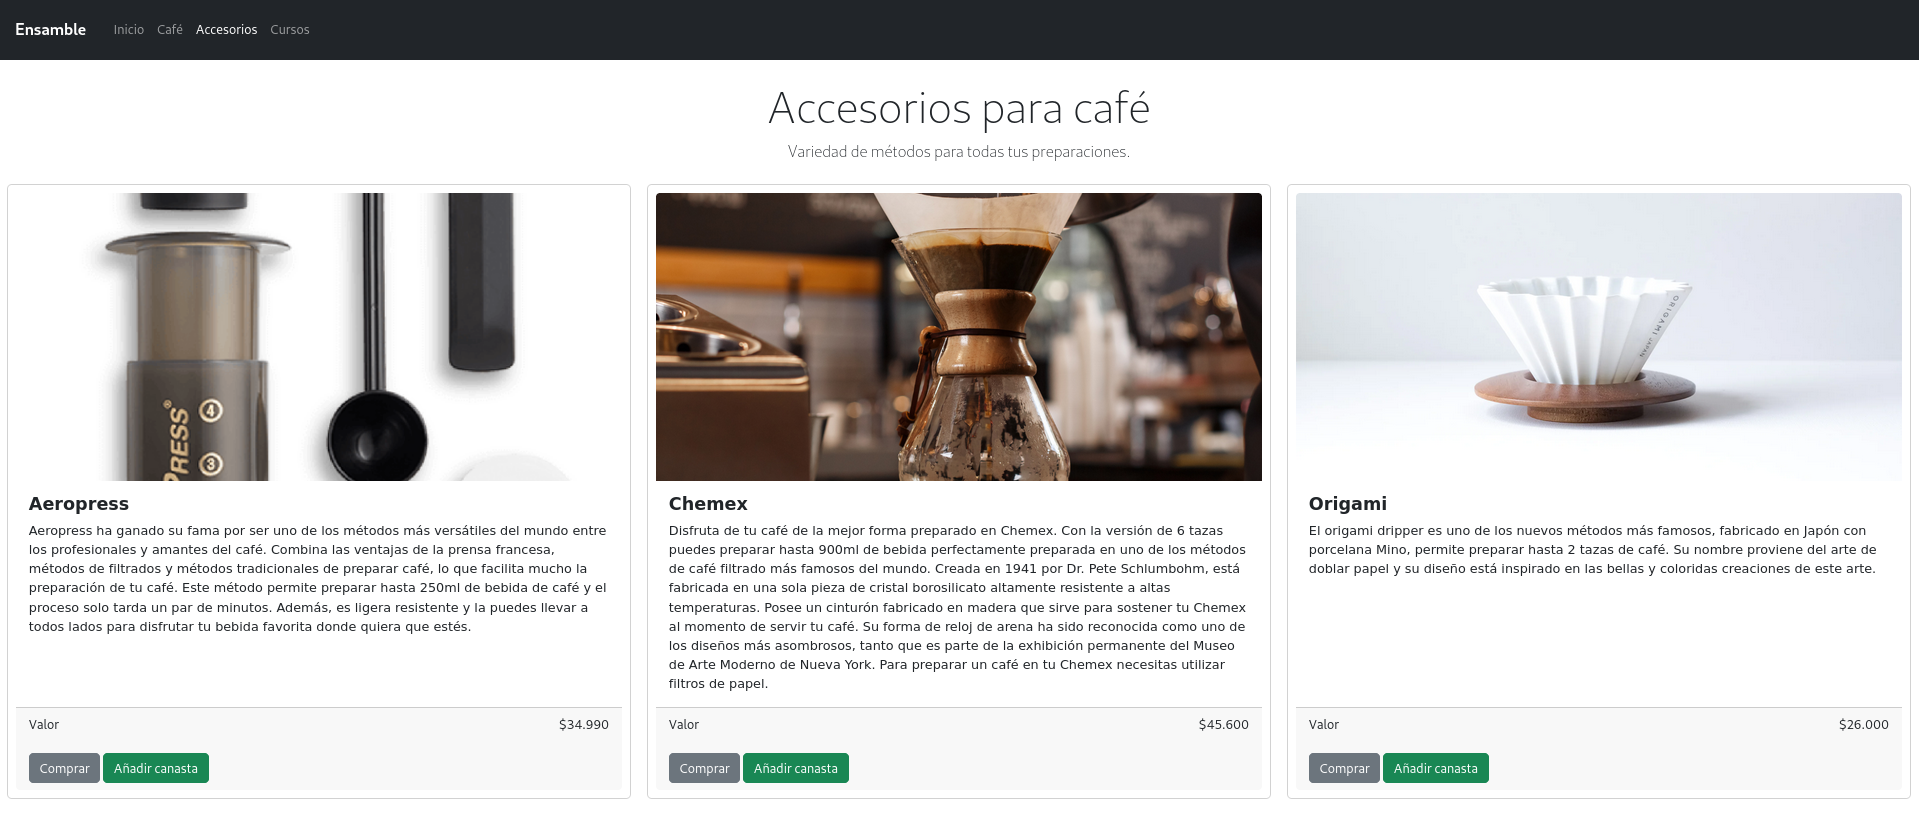 Ensamble Inicio Café Accesorios Cursos
Accesorios para café
Variedad de métodos para todas tus preparaciones.
PRESS® 4
3
Aeropress
Aeropress ha ganado su fama por ser uno de los métodos más versátiles del mundo entre
los profesionales y amantes del café. Combina las ventajas de la prensa francesa,
métodos de filtrados y métodos tradicionales de preparar café, lo que facilita mucho la
preparación de tu café. Este método permite preparar hasta 250ml de bebida de café y el
proceso solo tarda un par de minutos. Además, es ligera resistente y la puedes llevar a
todos lados para disfrutar tu bebida favorita donde quiera que estés.
Valor $34.990
Comprar Añadir canasta
Chemex
Disfruta de tu café de la mejor forma preparado en Chemex. Con la versión de 6 tazas
puedes preparar hasta 900ml de bebida perfectamente preparada en uno de los métodos
de café filtrado más famosos del mundo. Creada en 1941 por Dr. Pete Schlumbohm, está
fabricada en una sola pieza de cristal borosilicato altamente resistente a altas
temperaturas. Posee un cinturón fabricado en madera que sirve para sostener tu Chemex
al momento de servir tu café. Su forma de reloj de arena ha sido reconocida como uno de
los diseños más asombrosos, tanto que es parte de la exhibición permanente del Museo
de Arte Moderno de Nueva York. Para preparar un café en tu Chemex necesitas utilizar
filtros de papel.
Valor $45.600
Comprar Añadir canasta
ORIGAMI JAPAN
Origami
El origami dripper es uno de los nuevos métodos más famosos, fabricado en Japón con
porcelana Mino, permite preparar hasta 2 tazas de café. Su nombre proviene del arte de
doblar papel y su diseño está inspirado en las bellas y coloridas creaciones de este arte.
Valor $26.000
Comprar Añadir canasta